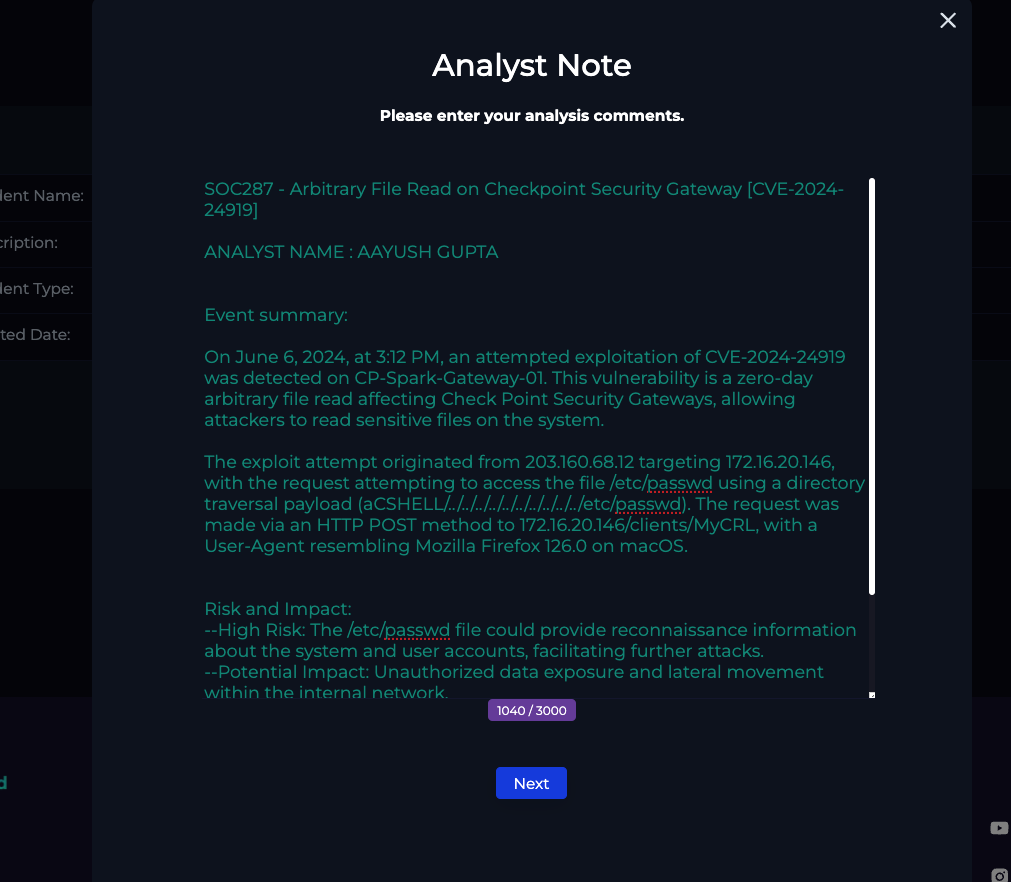 Analyst Note
Please enter your analysis comments.
dent Name:
cription:
dent Type:
ted Date:
SOC287 - Arbitrary File Read on Checkpoint Security Gateway [CVE-2024-
24919]
ANALYST NAME : AAYUSH GUPTA
Event summary:
On June 6, 2024, at 3:12 PM, an attempted exploitation of CVE-2024-24919
was detected on CP-Spark-Gateway-01. This vulnerability is a zero-day
arbitrary file read affecting Check Point Security Gateways, allowing
attackers to read sensitive files on the system.
The exploit attempt originated from 203.160.68.12 targeting 172.16.20.146,
with the request attempting to access the file /etc/passwd using a directory
traversal payload (aCSHELL/../../../../../../../../../../etc/passwd). The request was
made via an HTTP POST method to 172.16.20.146/clients/MyCRL, with a
User-Agent resembling Mozilla Firefox 126.0 on macOS.
Risk and Impact:
--High Risk: The /etc/passwd file could provide reconnaissance information
about the system and user accounts, facilitating further attacks.
--Potential Impact: Unauthorized data exposure and lateral movement
within the internal network.
1040 / 3000
Next
d